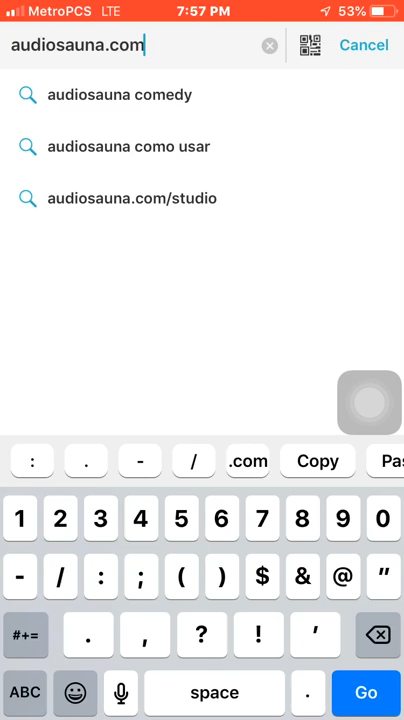 MetroPCS LTE 7:57 PM 53%
audiosauna.com Cancel
audiosauna comedy
audiosauna como usar
audiosauna.com/studio
: . - / .com Copy Pas
1 2 3 4 5 6 7 8 9 0
- / : ; ( ) $ & @ "
#+= . , ? ! ’
ABC space . Go